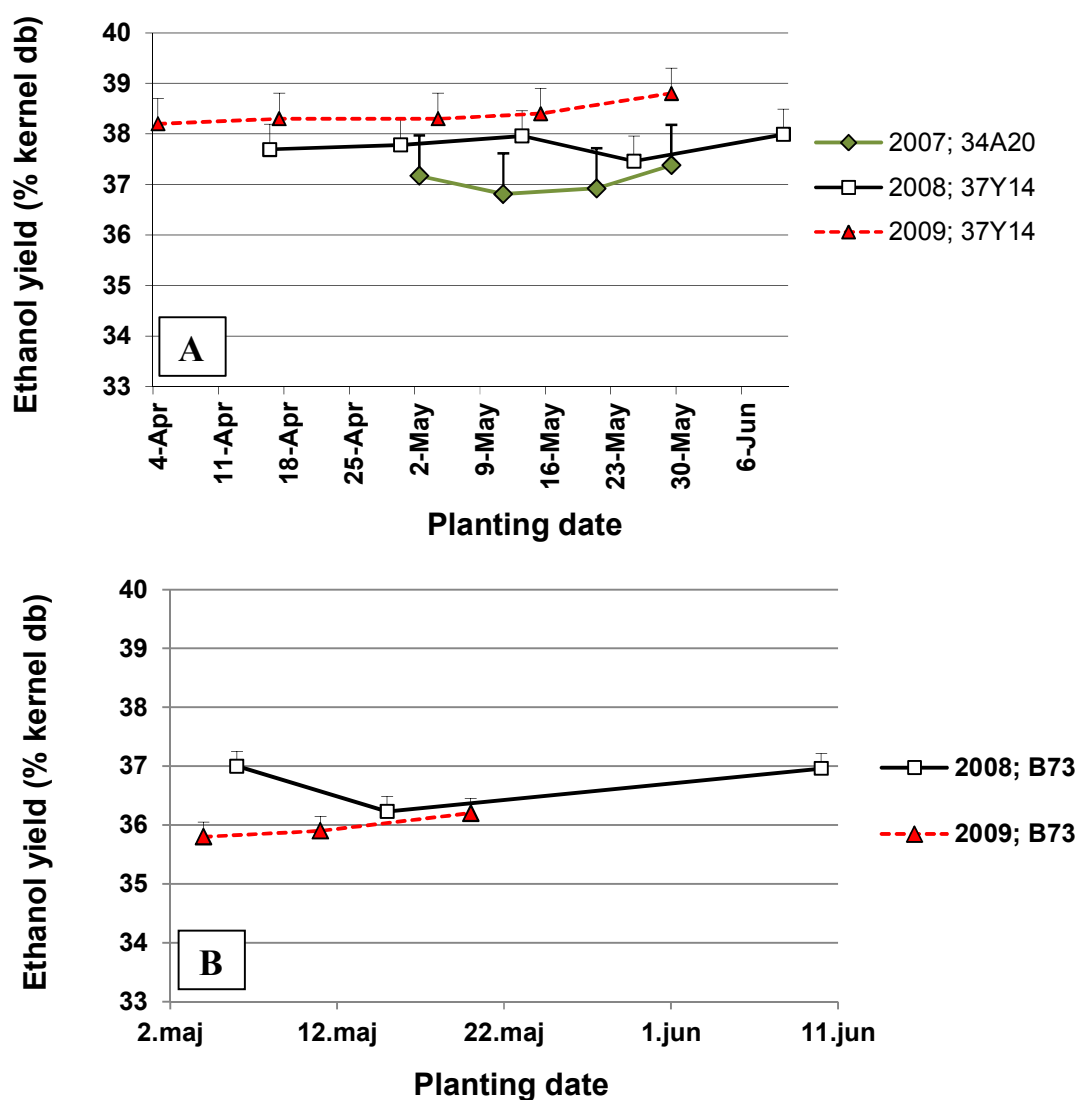 Ethanol yield (% kernel db)
40
39
38
37
36
35
34
33
A
4-Apr
11-Apr
18-Apr
25-Apr
2-May
9-May
16-May
23-May
30-May
6-Jun
Planting date
2007; 34A20
2008; 37Y14
2009; 37Y14
Ethanol yield (% kernel db)
40
39
38
37
36
35
34
33
B
2.maj
12.maj
22.maj
1.jun
11.jun
Planting date
2008; B73
2009; B73